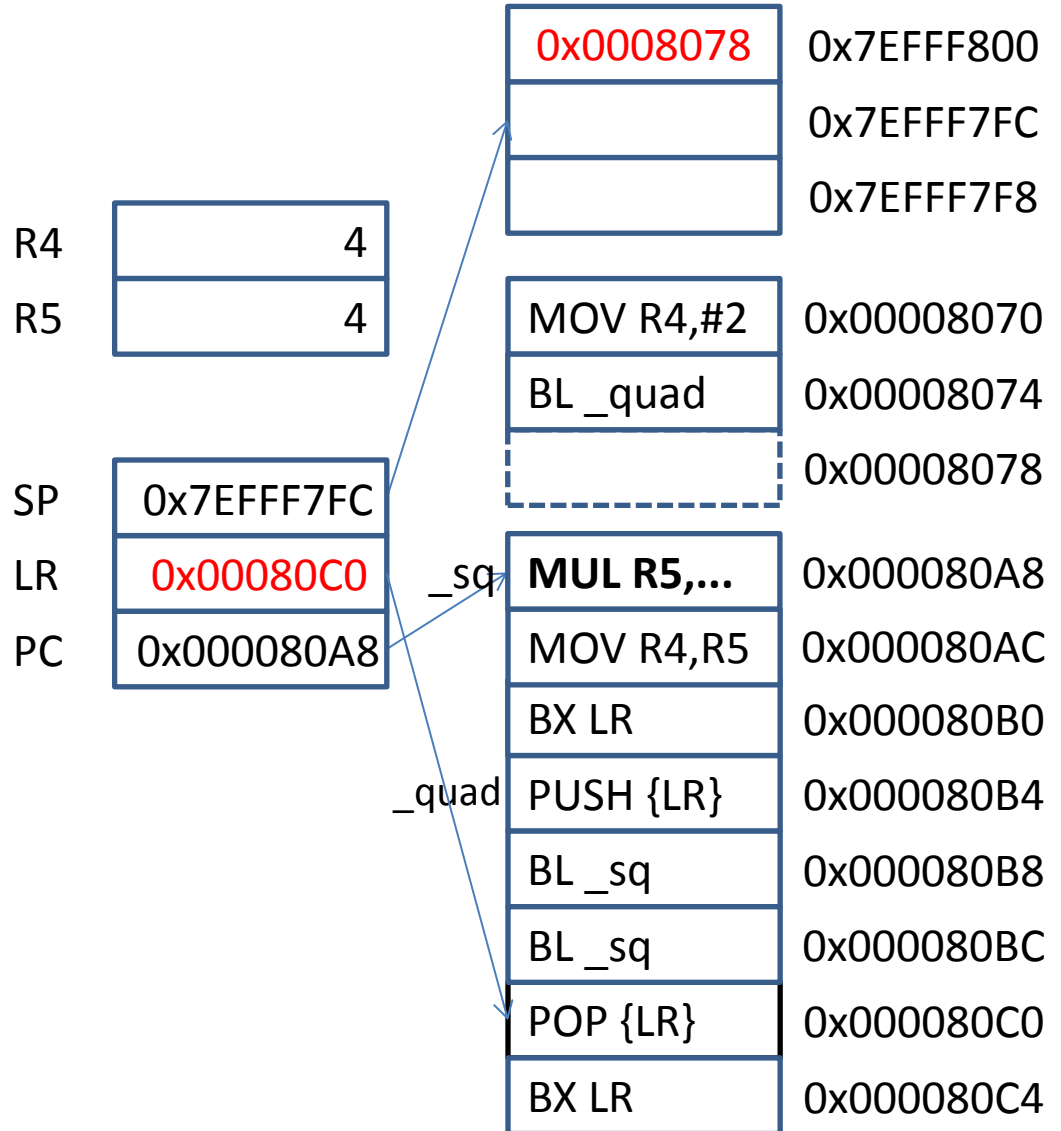 0x0008078 0x7EFFF800
0x7EFFF7FC
0x7EFFF7F8
R4 4
R5 4
MOV R4,#2 0x00008070
BL _quad 0x00008074
0x00008078
SP 0x7EFFF7FC
LR 0x00080C0
PC 0x000080A8
_sq MUL R5,... 0x000080A8
MOV R4,R5 0x000080AC
BX LR 0x000080B0
_quad PUSH {LR} 0x000080B4
BL _sq 0x000080B8
BL _sq 0x000080BC
POP {LR} 0x000080C0
BX LR 0x000080C4